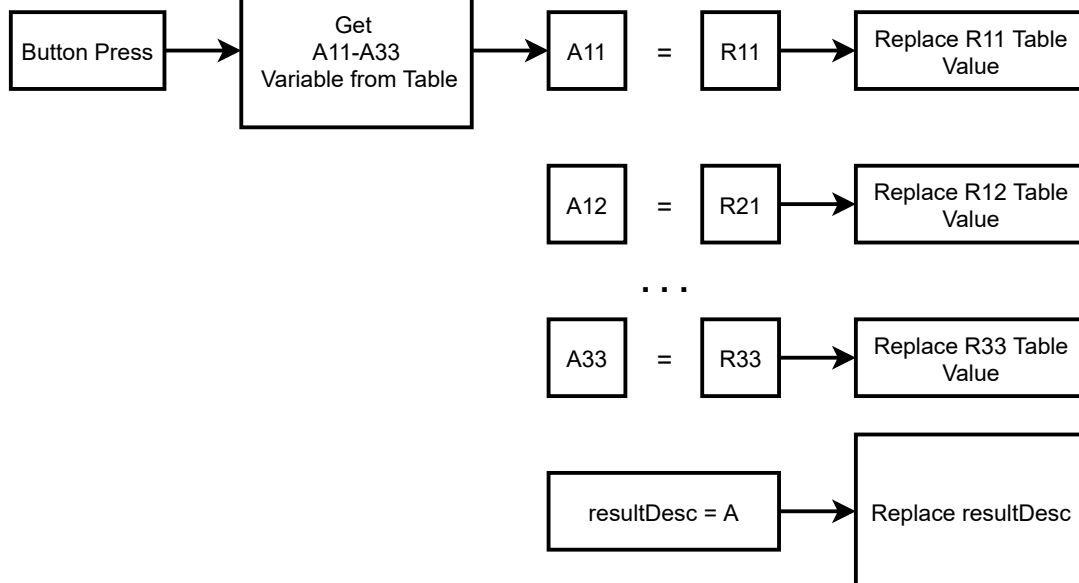 Button Press
Get
A11-A33
Variable from Table
A11
=
R11
Replace R11 Table
Value
A12
=
R21
Replace R12 Table
Value
. . .
A33
=
R33
Replace R33 Table
Value
resultDesc = A
Replace resultDesc